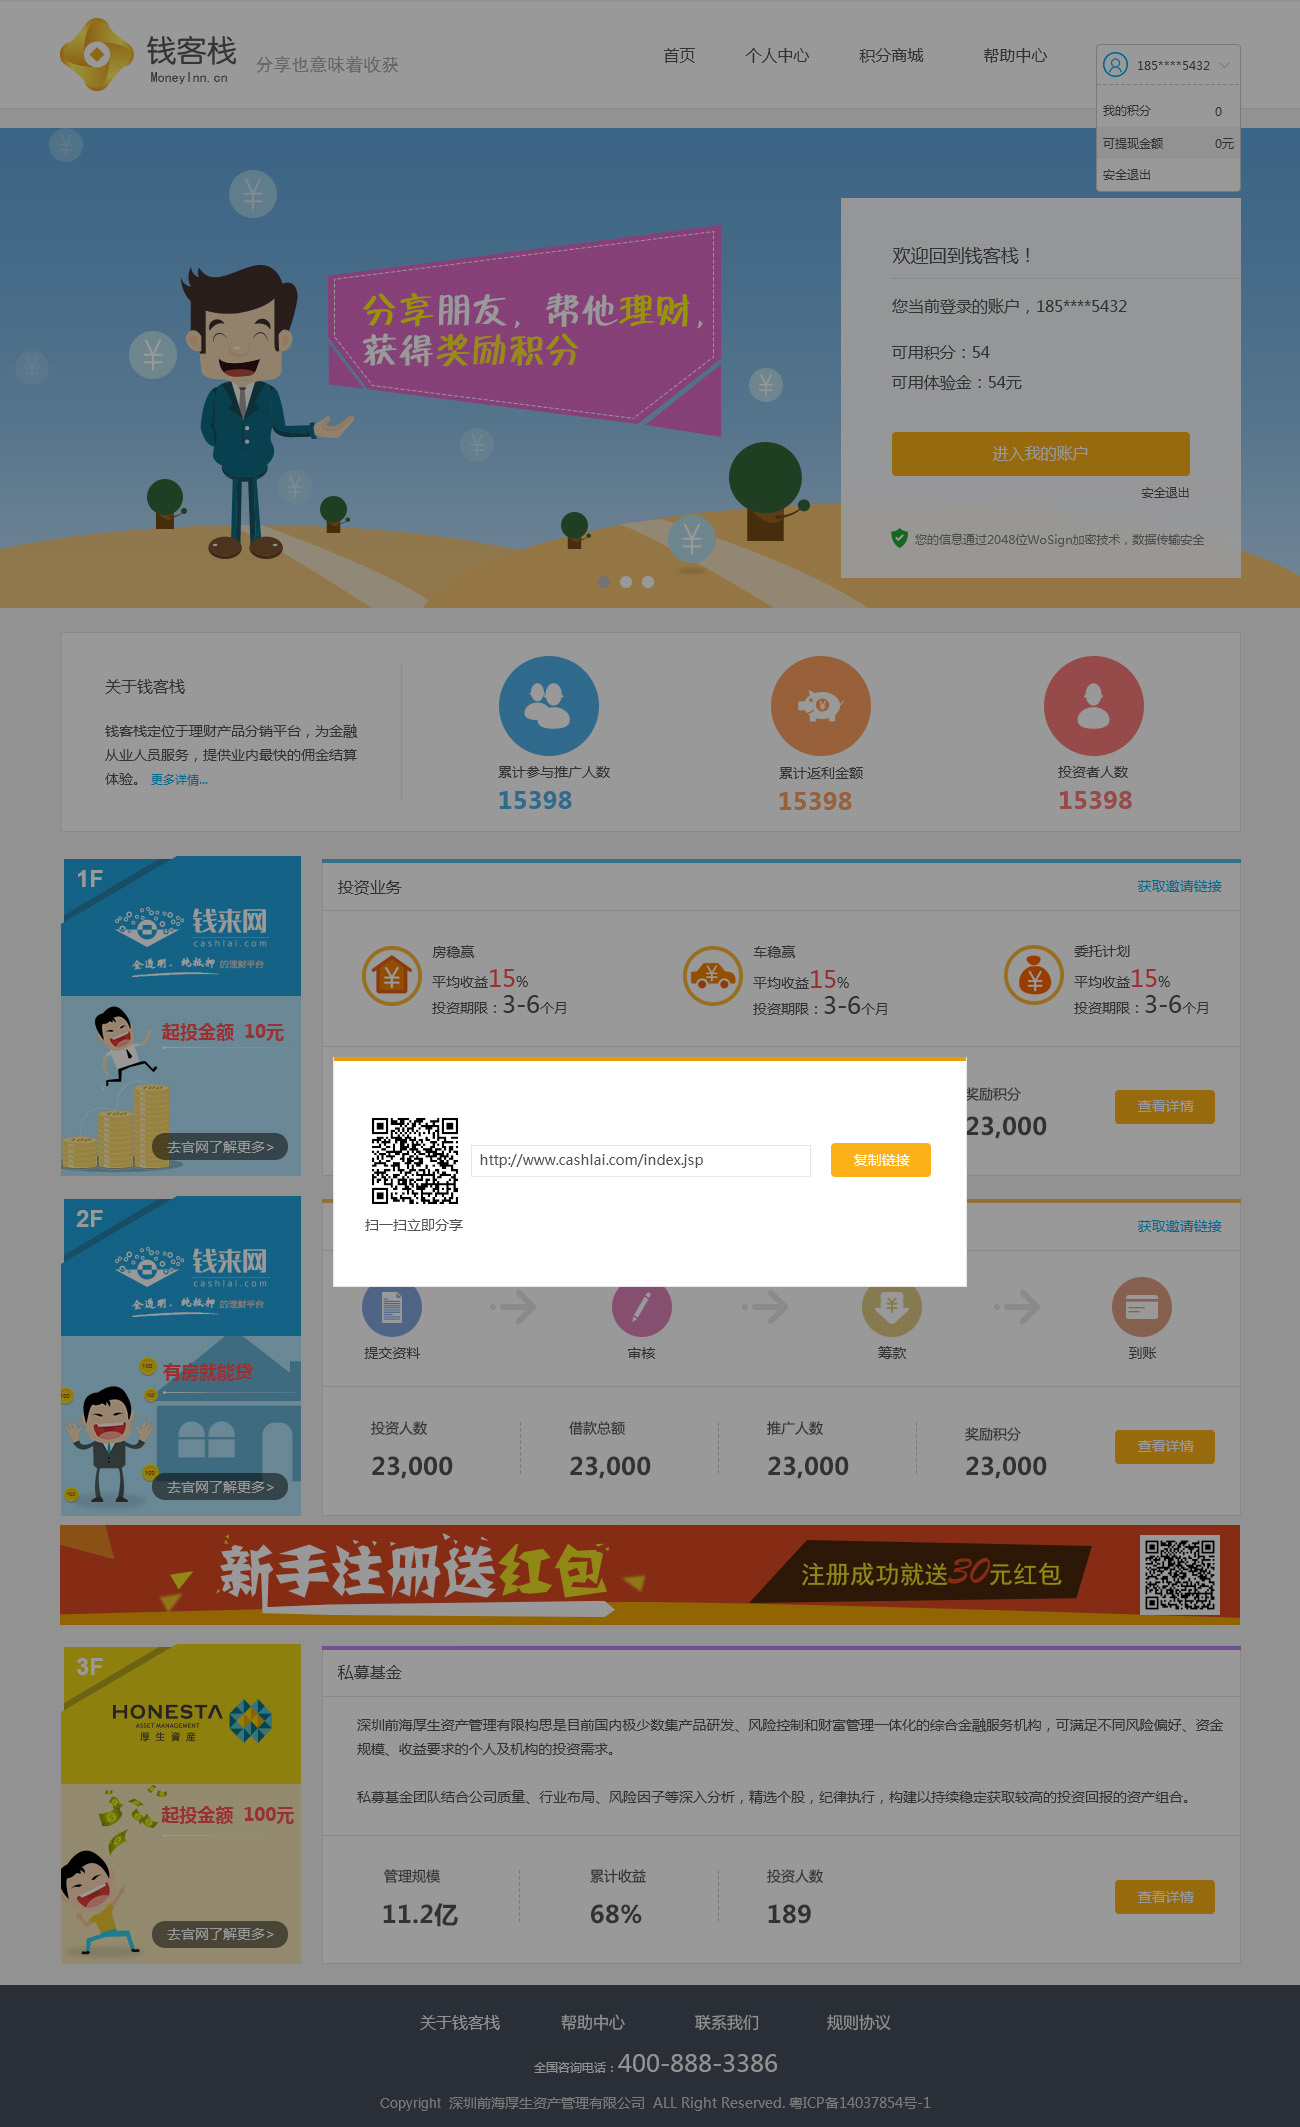 钱客栈
MoneyInn.cn
分享也意味着收获
首页
个人中心
积分商城
帮助中心
185****5432
我的积分 0
可提现金额 0元
安全退出
分享朋友，帮他理财，
获得奖励积分
欢迎回到钱客栈！
您当前登录的账户，185****5432
可用积分：54
可用体验金：54元
进入我的账户
安全退出
您的信息通过2048位WoSign加密技术，数据传输安全
关于钱客栈
钱客栈定位于理财产品分销平台，为金融
从业人员服务，提供业内最快的佣金结算
体验。 更多详情...
累计参与推广人数
15398
累计返利金额
15398
投资者人数
15398
1F
钱来网
cashlai.com
全透明、纯抵押 的理财平台
起投金额 10元
去官网了解更多>
投资业务
获取邀请链接
房稳赢
平均收益15%
投资期限：3-6个月
车稳赢
平均收益15%
投资期限：3-6个月
委托计划
平均收益15%
投资期限：3-6个月
奖励积分
23,000
查看详情
http://www.cashlai.com/index.jsp
复制链接
扫一扫立即分享
2F
钱来网
cashlai.com
全透明、纯抵押 的理财平台
有房就能贷
100
100
100
100
100
去官网了解更多>
获取邀请链接
提交资料
审核
筹款
到账
投资人数
23,000
借款总额
23,000
推广人数
23,000
奖励积分
23,000
查看详情
新手注册送红包
注册成功就送30元红包
3F
HONESTA
ASSET MANAGEMENT
厚生資産
起投金额 100元
去官网了解更多>
私募基金
深圳前海厚生资产管理有限构思是目前国内极少数集产品研发、风险控制和财富管理一体化的综合金融服务机构，可满足不同风险偏好、资金
规模、收益要求的个人及机构的投资需求。
私募基金团队结合公司质量、行业布局、风险因子等深入分析，精选个股，纪律执行，构建以持续稳定获取较高的投资回报的资产组合。
管理规模
11.2亿
累计收益
68%
投资人数
189
查看详情
关于钱客栈
帮助中心
联系我们
规则协议
全国咨询电话：400-888-3386
Copyright 深圳前海厚生资产管理有限公司 ALL Right Reserved. 粤ICP备14037854号-1